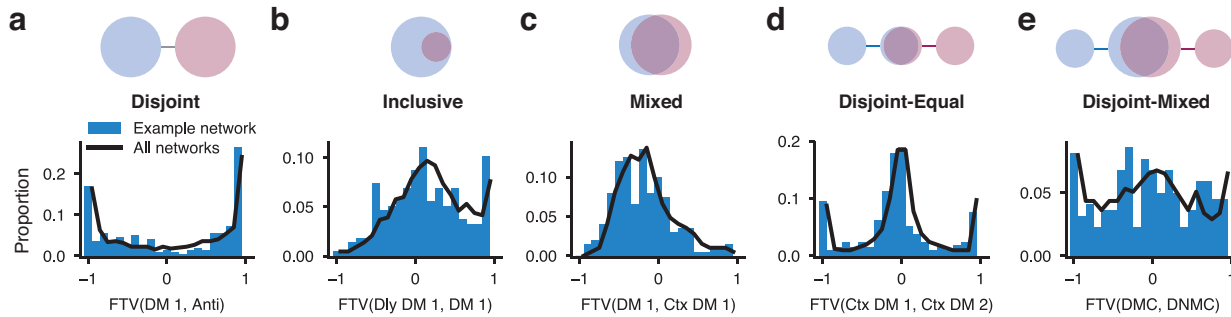 a
Disjoint
Example network
All networks
Proportion
0.2
0.1
0.0
−1
0
1
FTV(DM 1, Anti)
b
Inclusive
0.10
0.05
0.00
−1
0
1
FTV(Dly DM 1, DM 1)
c
Mixed
0.10
0.05
0.00
−1
0
1
FTV(DM 1, Ctx DM 1)
d
Disjoint-Equal
0.2
0.1
0.0
−1
0
1
FTV(Ctx DM 1, Ctx DM 2)
e
Disjoint-Mixed
0.05
0.00
−1
0
1
FTV(DMC, DNMC)